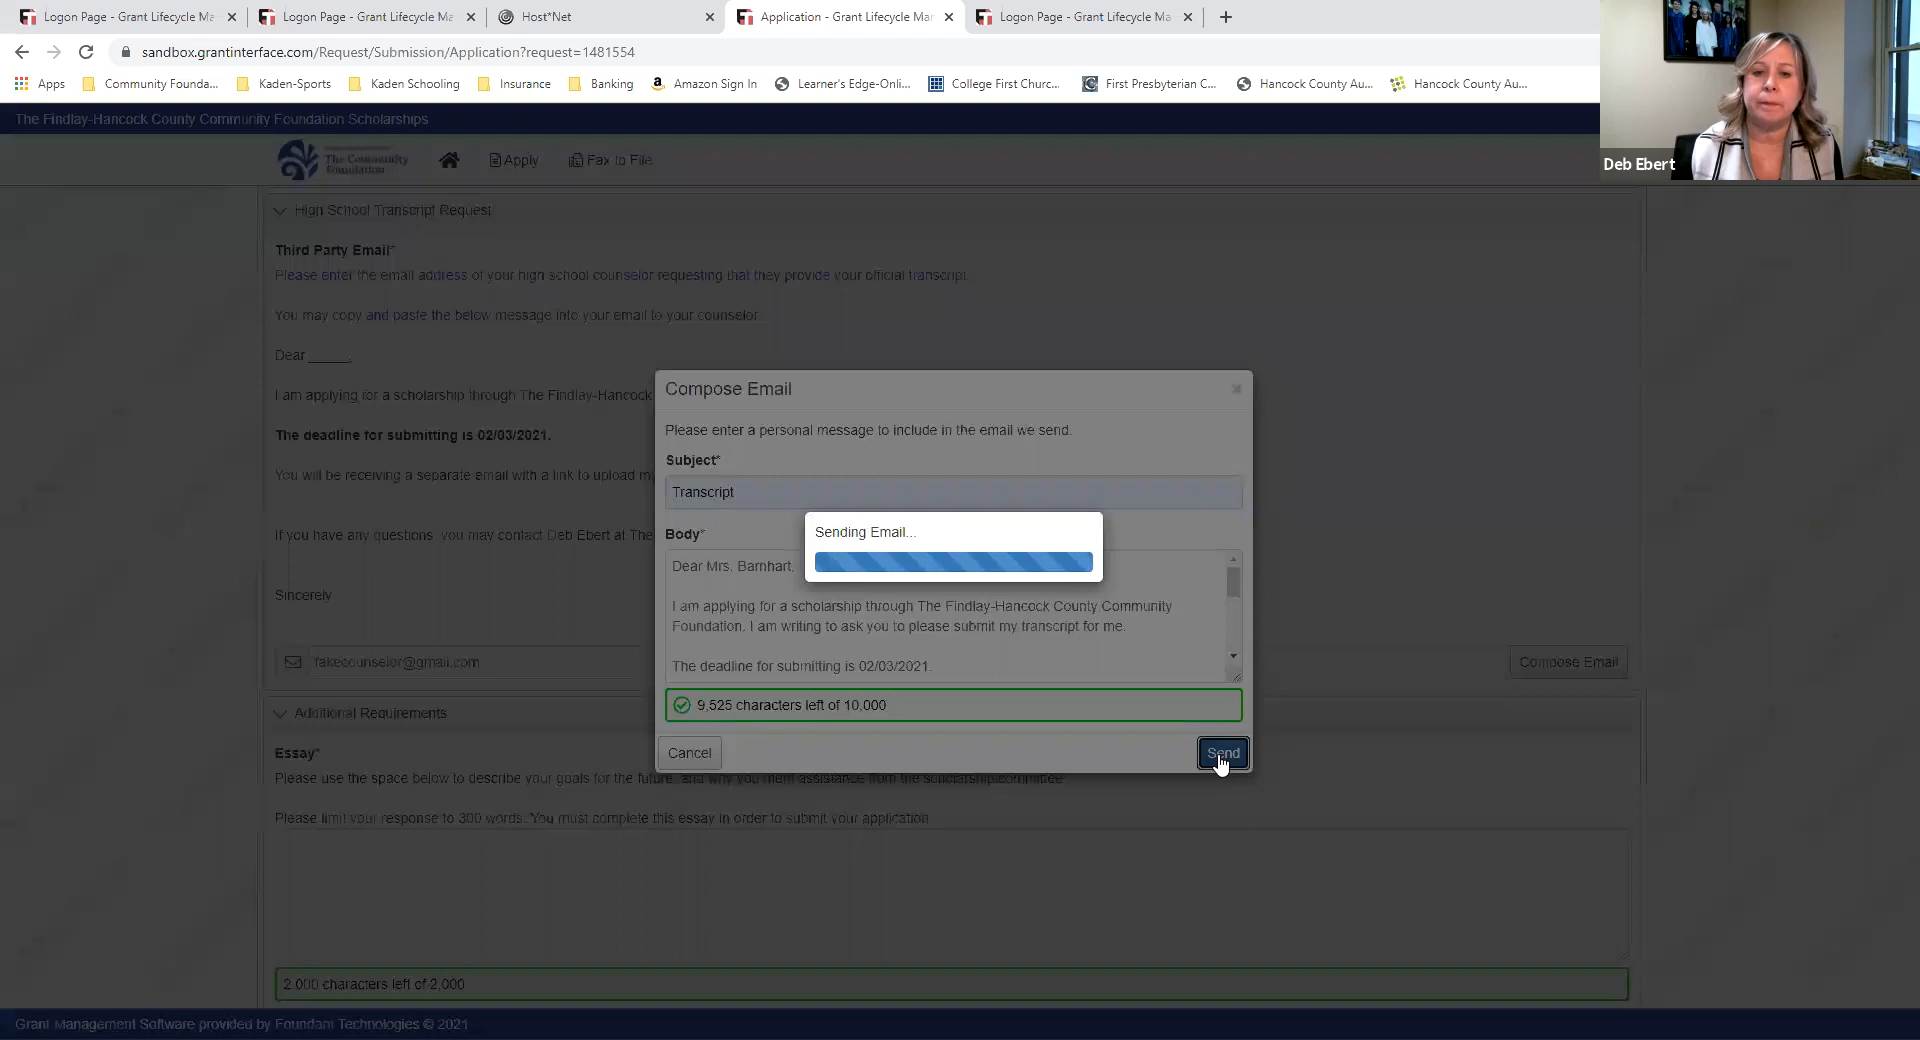 Logon Page - Grant Lifecycle Ma
Logon Page - Grant Lifecycle Ma
Host*Net
Application - Grant Lifecycle Mar
Logon Page - Grant Lifecycle Ma
sandbox.grantinterface.com/Request/Submission/Application?request=1481554
Apps
Community Founda...
Kaden-Sports
Kaden Schooling
Insurance
Banking
Amazon Sign In
Learner's Edge-Onli...
College First Churc...
First Presbyterian C...
Hancock County Au...
Hancock County Au...
Deb Ebert
The Findlay-Hancock County Community Foundation Scholarships
The Community
Foundation
Apply
Fax to File
High School Transcript Request
Third Party Email*
Please enter the email address of your high school counselor requesting that they provide your official transcript.
You may copy and paste the below message into your email to your counselor
Dear _____,
I am applying for a scholarship through The Findlay-Hancock
The deadline for submitting is 02/03/2021.
You will be receiving a separate email with a link to upload my
If you have any questions, you may contact Deb Ebert at The
Sincerely
fakecounselor@gmail.com
Compose Email
Compose Email
Please enter a personal message to include in the email we send.
Subject*
Transcript
Sending Email...
Body*
Dear Mrs. Barnhart,
I am applying for a scholarship through The Findlay-Hancock County Community
Foundation. I am writing to ask you to please submit my transcript for me.
The deadline for submitting is 02/03/2021.
9,525 characters left of 10,000
Cancel
Send
Additional Requirements
Essay*
Please use the space below to describe your goals for the future, and why you merit assistance from the scholarship committee
Please limit your response to 300 words. You must complete this essay in order to submit your application
2,000 characters left of 2,000
Grant Management Software provided by Foundant Technologies © 2021